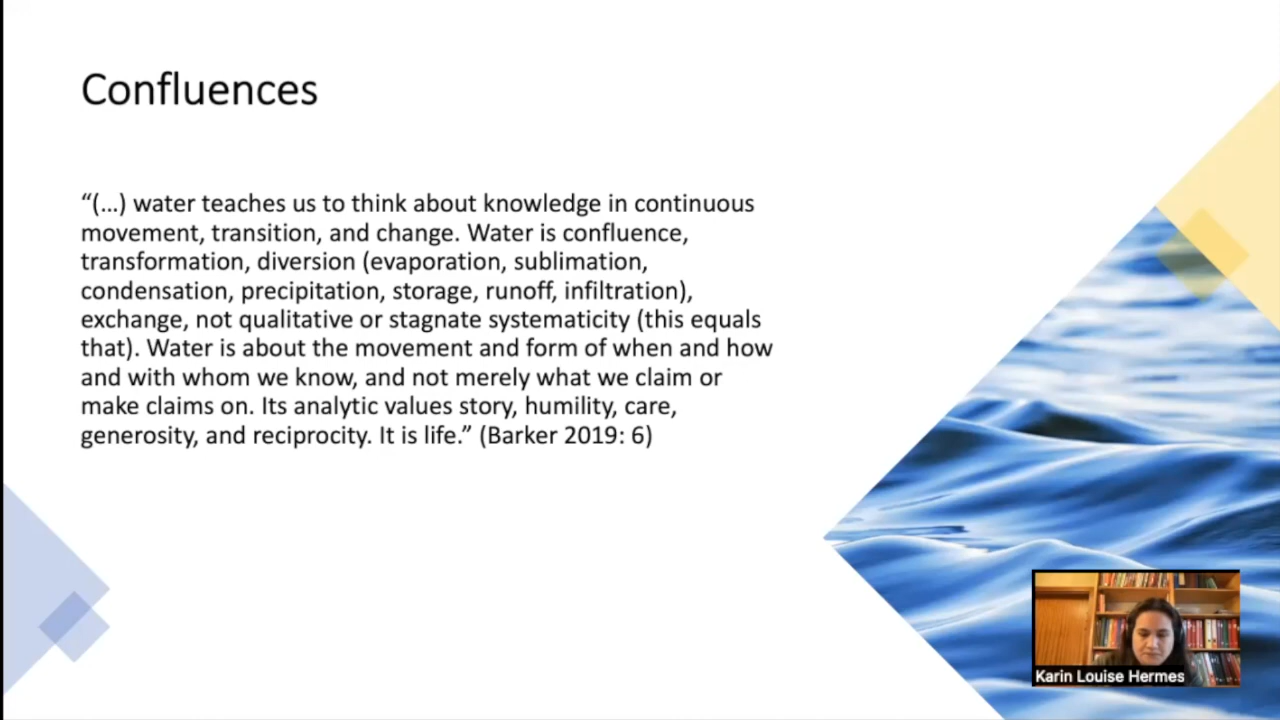 Confluences
“(…) water teaches us to think about knowledge in continuous
movement, transition, and change. Water is confluence,
transformation, diversion (evaporation, sublimation,
condensation, precipitation, storage, runoff, infiltration),
exchange, not qualitative or stagnate systematicity (this equals
that). Water is about the movement and form of when and how
and with whom we know, and not merely what we claim or
make claims on. Its analytic values story, humility, care,
generosity, and reciprocity. It is life.” (Barker 2019: 6)
Karin Louise Hermes